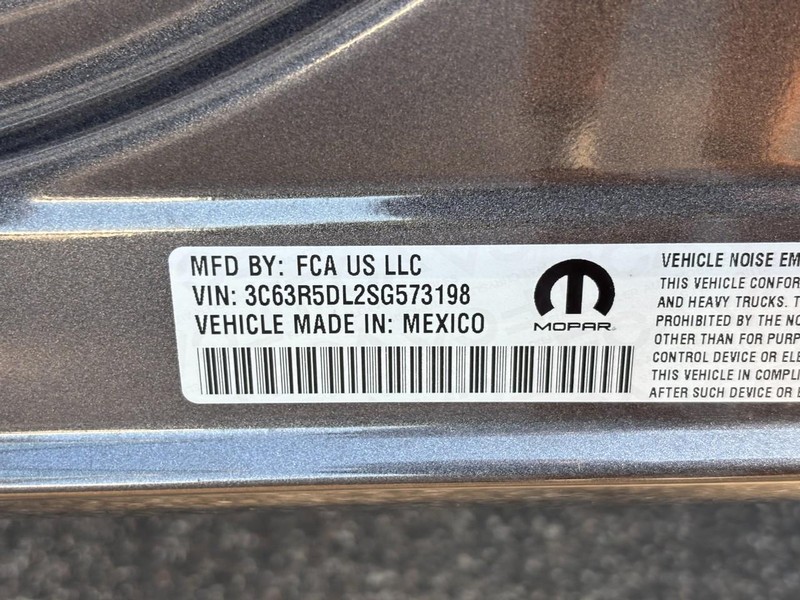 MFD BY: FCA US LLC
VIN: 3C63R5DL2SG573198
VEHICLE MADE IN: MEXICO
MOPAR
VEHICLE NOISE EM
THIS VEHICLE CONFOR
AND HEAVY TRUCKS. T
PROHIBITED BY THE NO
OTHER THAN FOR PURP
CONTROL DEVICE OR ELE
THIS VEHICLE IN COMPLI
AFTER SUCH DEVICE OR E